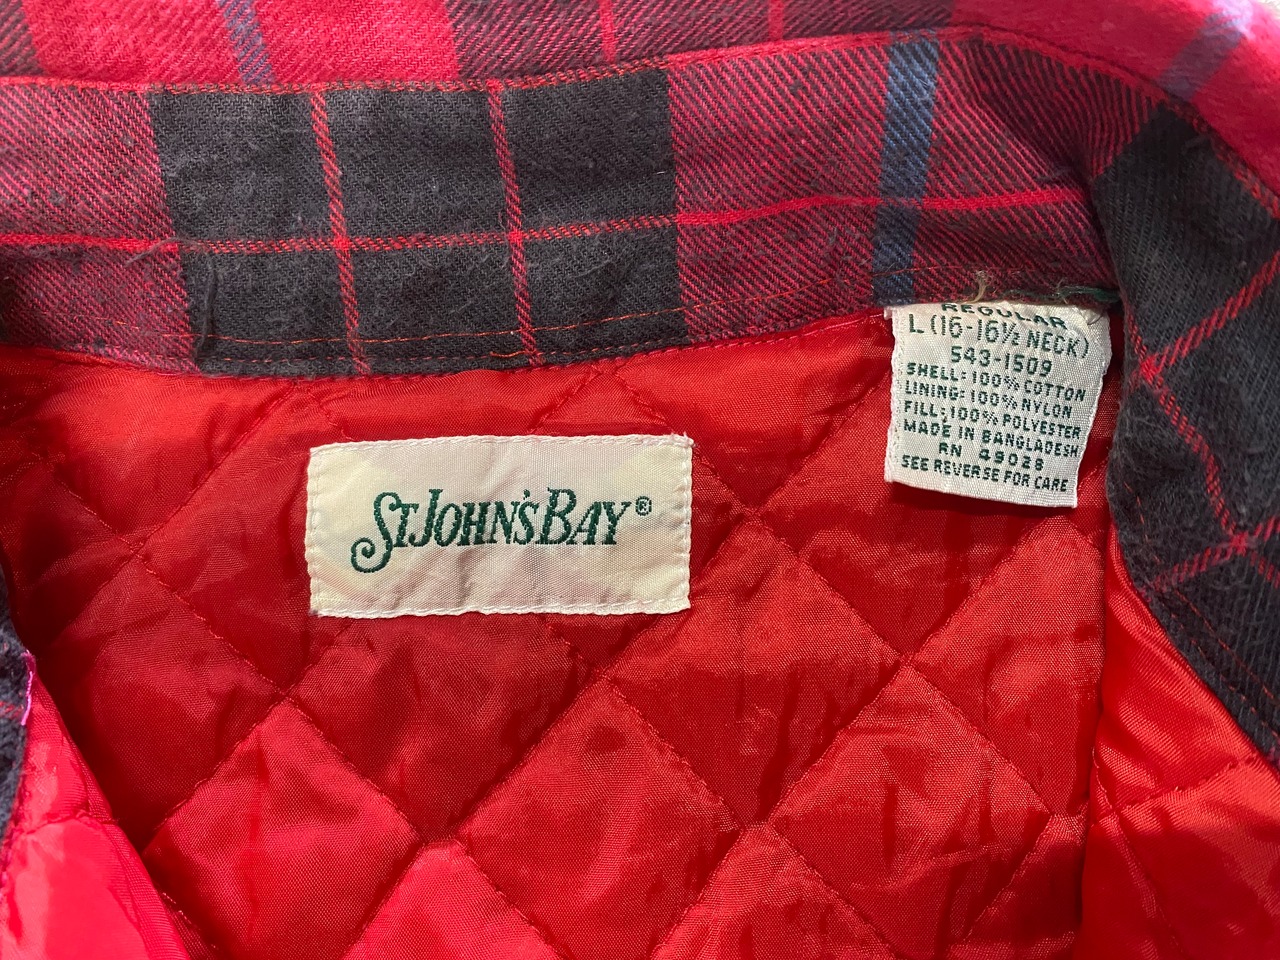 ST. JOHN'S BAY®
REGULAR
L (16-16½ NECK)
543-1509
SHELL: 100% COTTON
LINING: 100% NYLON
FILL: 100% POLYESTER
MADE IN BANGLADESH
RN 49028
SEE REVERSE FOR CARE